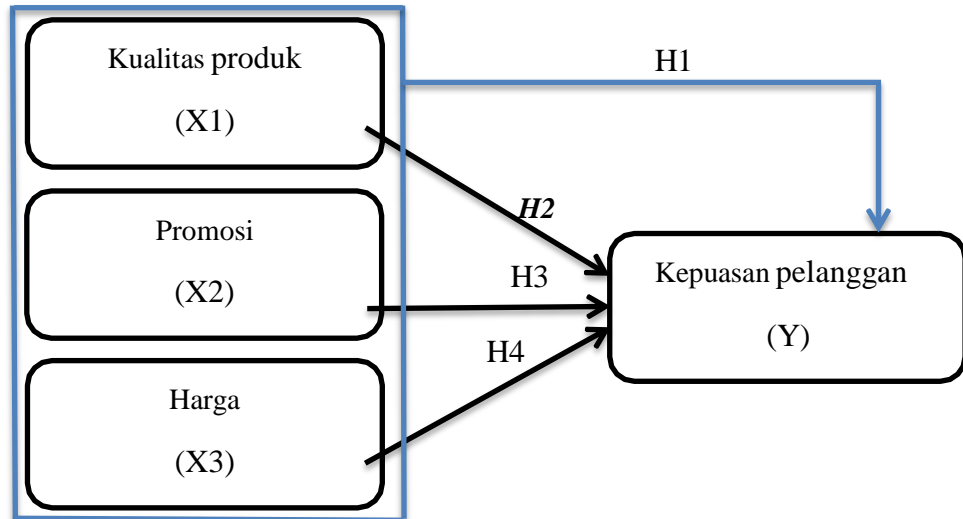 Kualitas produk
(X1)
H1
H2
Promosi
(X2)
H3
Kepuasan pelanggan
(Y)
H4
Harga
(X3)